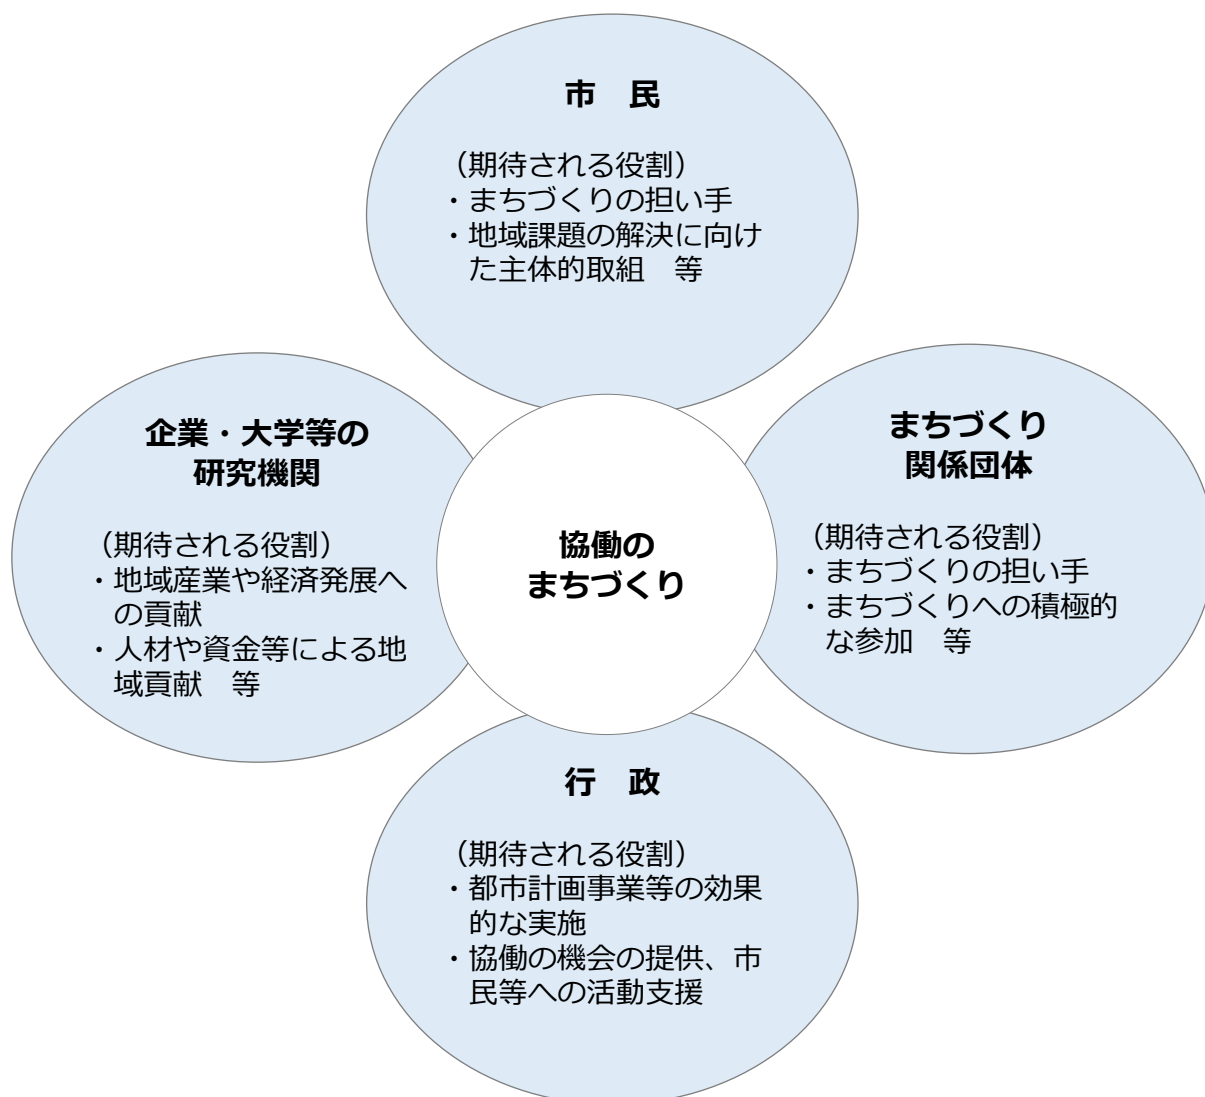 市　民
（期待される役割）
・まちづくりの担い手
・地域課題の解決に向け
た主体的取組　等
企業・大学等の
研究機関
（期待される役割）
・地域産業や経済発展へ
の貢献
・人材や資金等による地
域貢献　等
協働の
まちづくり
まちづくり
関係団体
（期待される役割）
・まちづくりの担い手
・まちづくりへの積極的
な参加　等
行　政
（期待される役割）
・都市計画事業等の効果
的な実施
・協働の機会の提供、市
民等への活動支援